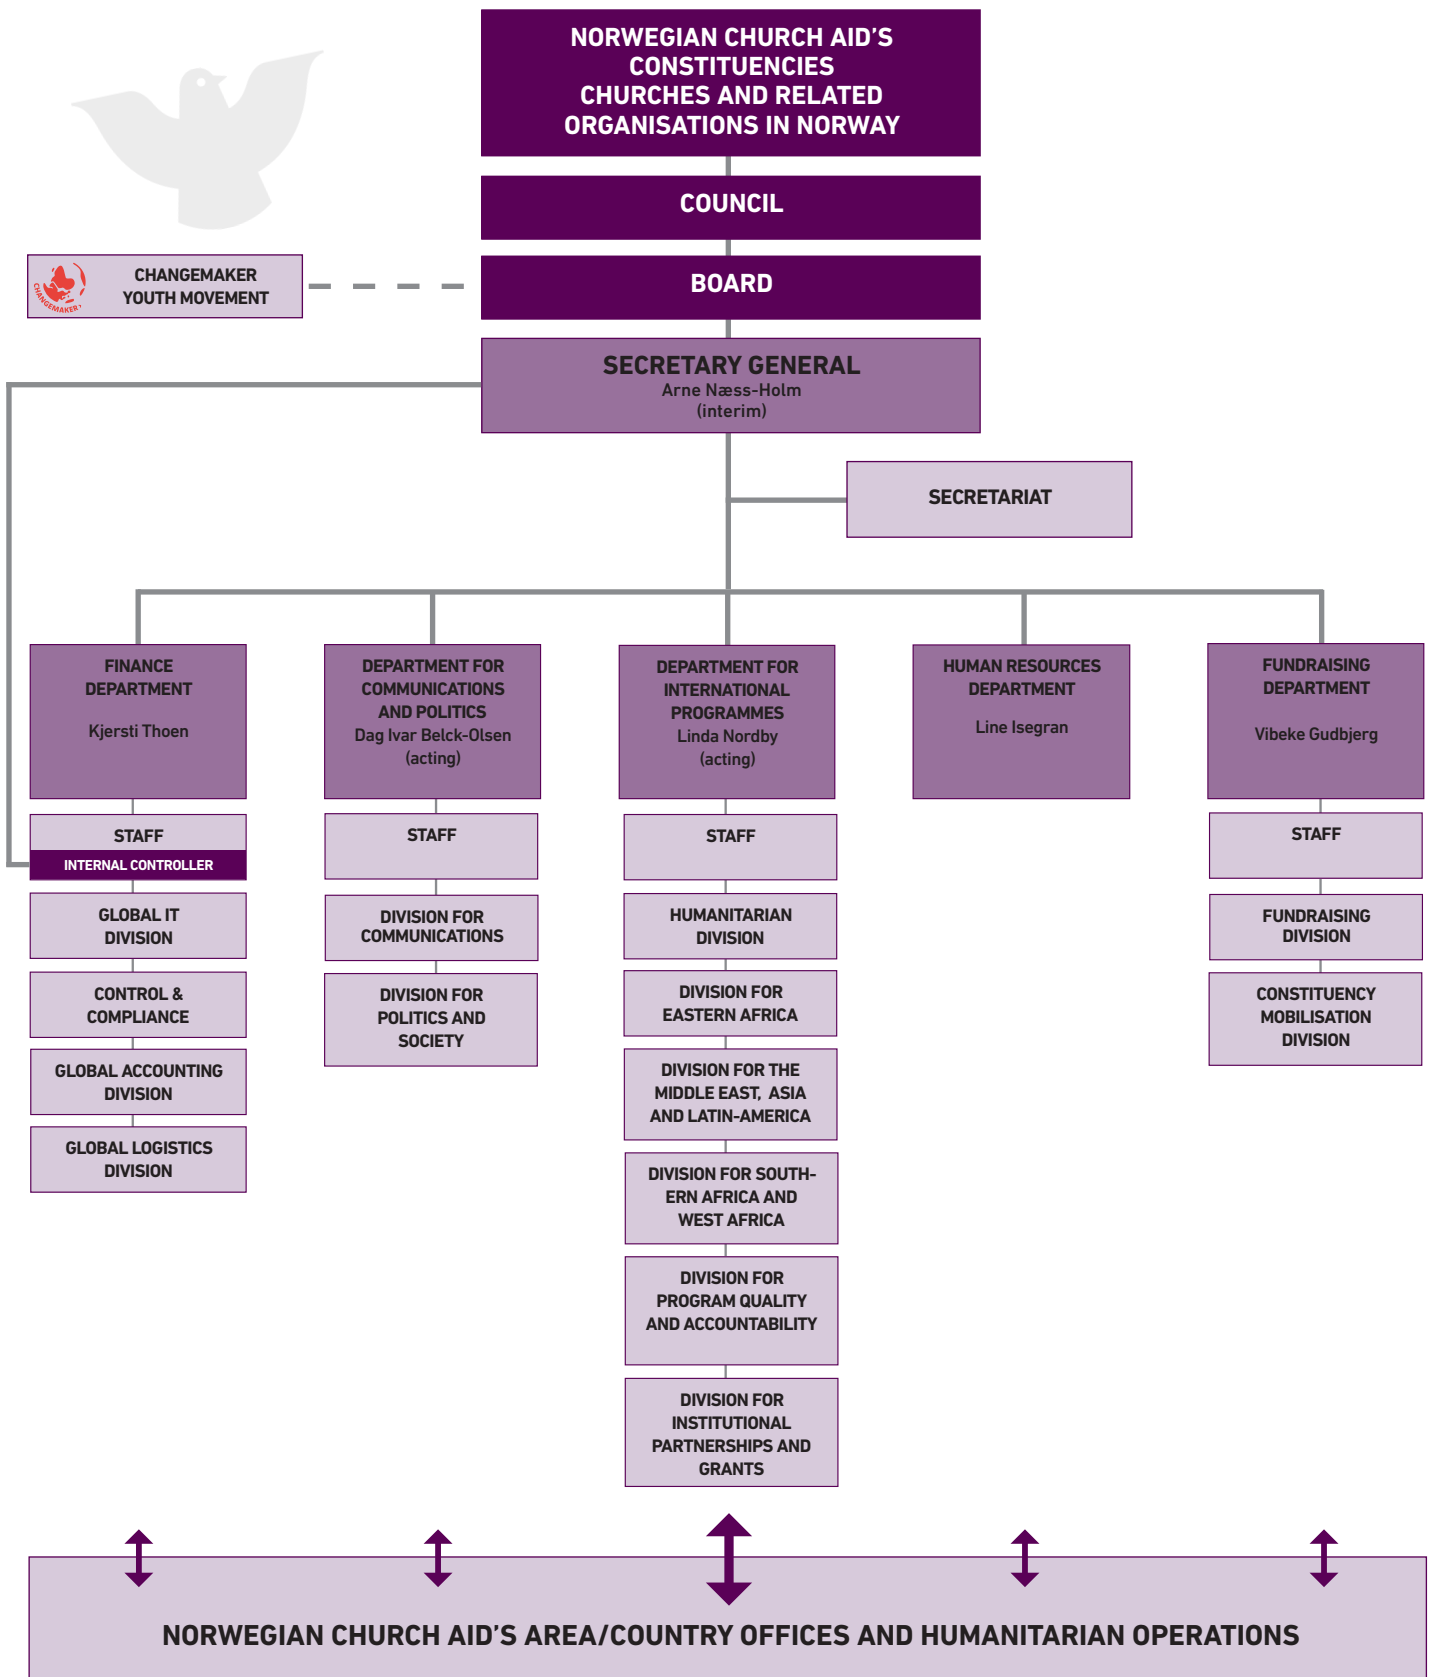 NORWEGIAN CHURCH AID'S
CONSTITUENCIES
CHURCHES AND RELATED
ORGANISATIONS IN NORWAY
COUNCIL
CHANGEMAKER
CHANGEMAKER
YOUTH MOVEMENT
BOARD
SECRETARY GENERAL
Arne Næss-Holm
(interim)
SECRETARIAT
FINANCE
DEPARTMENT
Kjersti Thoen
STAFF
INTERNAL CONTROLLER
GLOBAL IT
DIVISION
CONTROL &
COMPLIANCE
GLOBAL ACCOUNTING
DIVISION
GLOBAL LOGISTICS
DIVISION
DEPARTMENT FOR
COMMUNICATIONS
AND POLITICS
Dag Ivar Belck-Olsen
(acting)
STAFF
DIVISION FOR
COMMUNICATIONS
DIVISION FOR
POLITICS AND
SOCIETY
DEPARTMENT FOR
INTERNATIONAL
PROGRAMMES
Linda Nordby
(acting)
STAFF
HUMANITARIAN
DIVISION
DIVISION FOR
EASTERN AFRICA
DIVISION FOR THE
MIDDLE EAST, ASIA
AND LATIN-AMERICA
DIVISION FOR SOUTH-
ERN AFRICA AND
WEST AFRICA
DIVISION FOR
PROGRAM QUALITY
AND ACCOUNTABILITY
DIVISION FOR
INSTITUTIONAL
PARTNERSHIPS AND
GRANTS
HUMAN RESOURCES
DEPARTMENT
Line Isegran
FUNDRAISING
DEPARTMENT
Vibeke Gudbjerg
STAFF
FUNDRAISING
DIVISION
CONSTITUENCY
MOBILISATION
DIVISION
NORWEGIAN CHURCH AID'S AREA/COUNTRY OFFICES AND HUMANITARIAN OPERATIONS